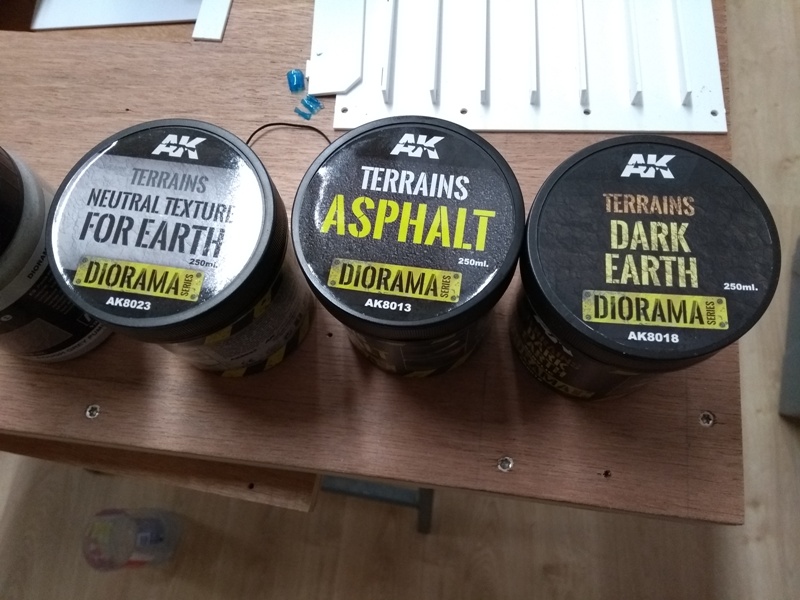 AK
TERRAINS
NEUTRAL TEXTURE
FOR EARTH
250ml.
DIORAMA SERIES
AK8023
AK
TERRAINS
ASPHALT
250ml.
DIORAMA SERIES
AK8013
AK
TERRAINS
DARK
EARTH
250ml.
DIORAMA SERIES
AK8018